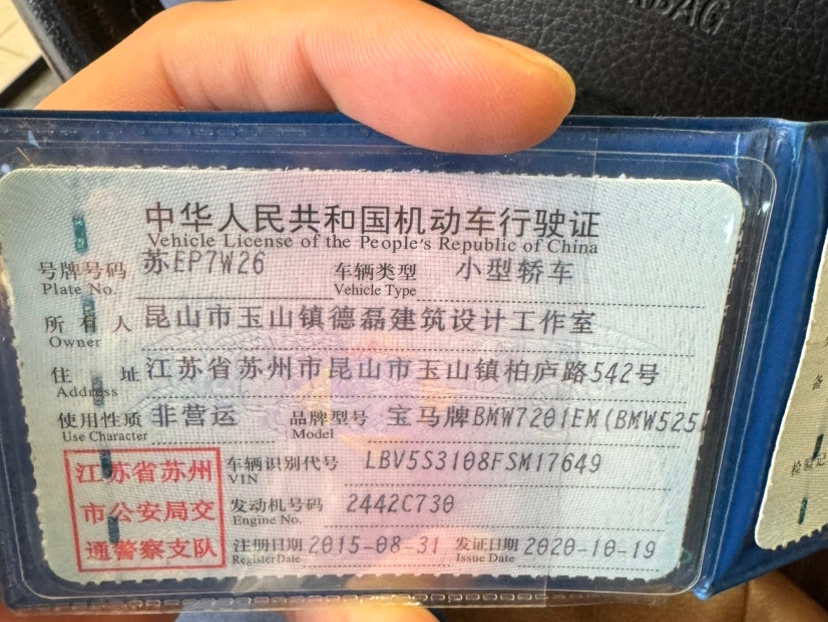 BAG
中华人民共和国机动车行驶证
Vehicle License of the People's Republic of China
号牌号码 苏EP7W26 车辆类型 小型轿车
Plate No. Vehicle Type
所有人 昆山市玉山镇德磊建筑设计工作室
Owner
住址 江苏省苏州市昆山市玉山镇柏庐路542号
Address
使用性质 非营运 品牌型号 宝马牌BMW7201EM(BMW525
Use Character Model
江苏省苏州
市公安局交
通警察支队
车辆识别代号 LBV5S3108FSM17649
VIN
发动机号码 2442C730
Engine No.
注册日期 2015-08-31 发证日期 2020-10-19
Register Date Issue Date
备
检验记